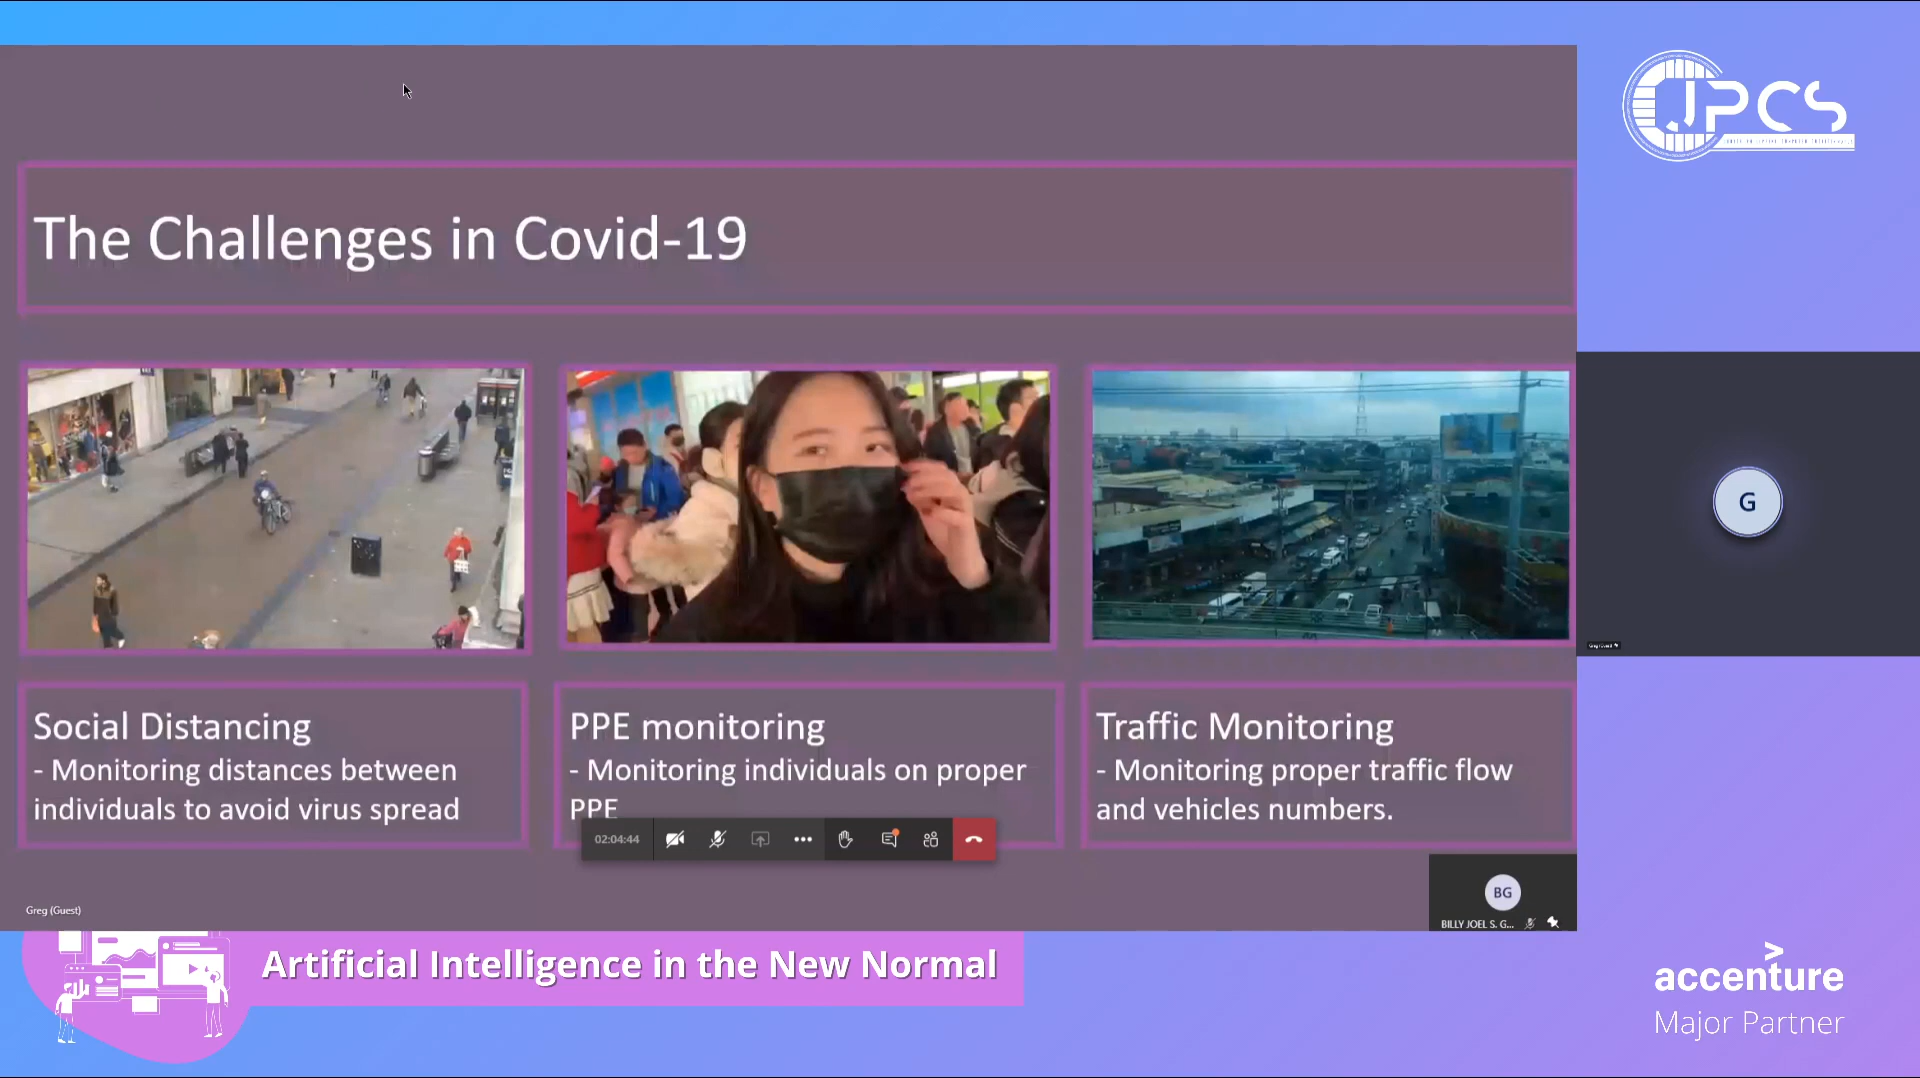 JPCS
The Challenges in Covid-19
Social Distancing
- Monitoring distances between
individuals to avoid virus spread
PPE monitoring
- Monitoring individuals on proper
PPE
Traffic Monitoring
- Monitoring proper traffic flow
and vehicles numbers.
G
02:04:44
BG
BILLY JOEL S. G...
Greg (Guest)
Artificial Intelligence in the New Normal
accenture
Major Partner